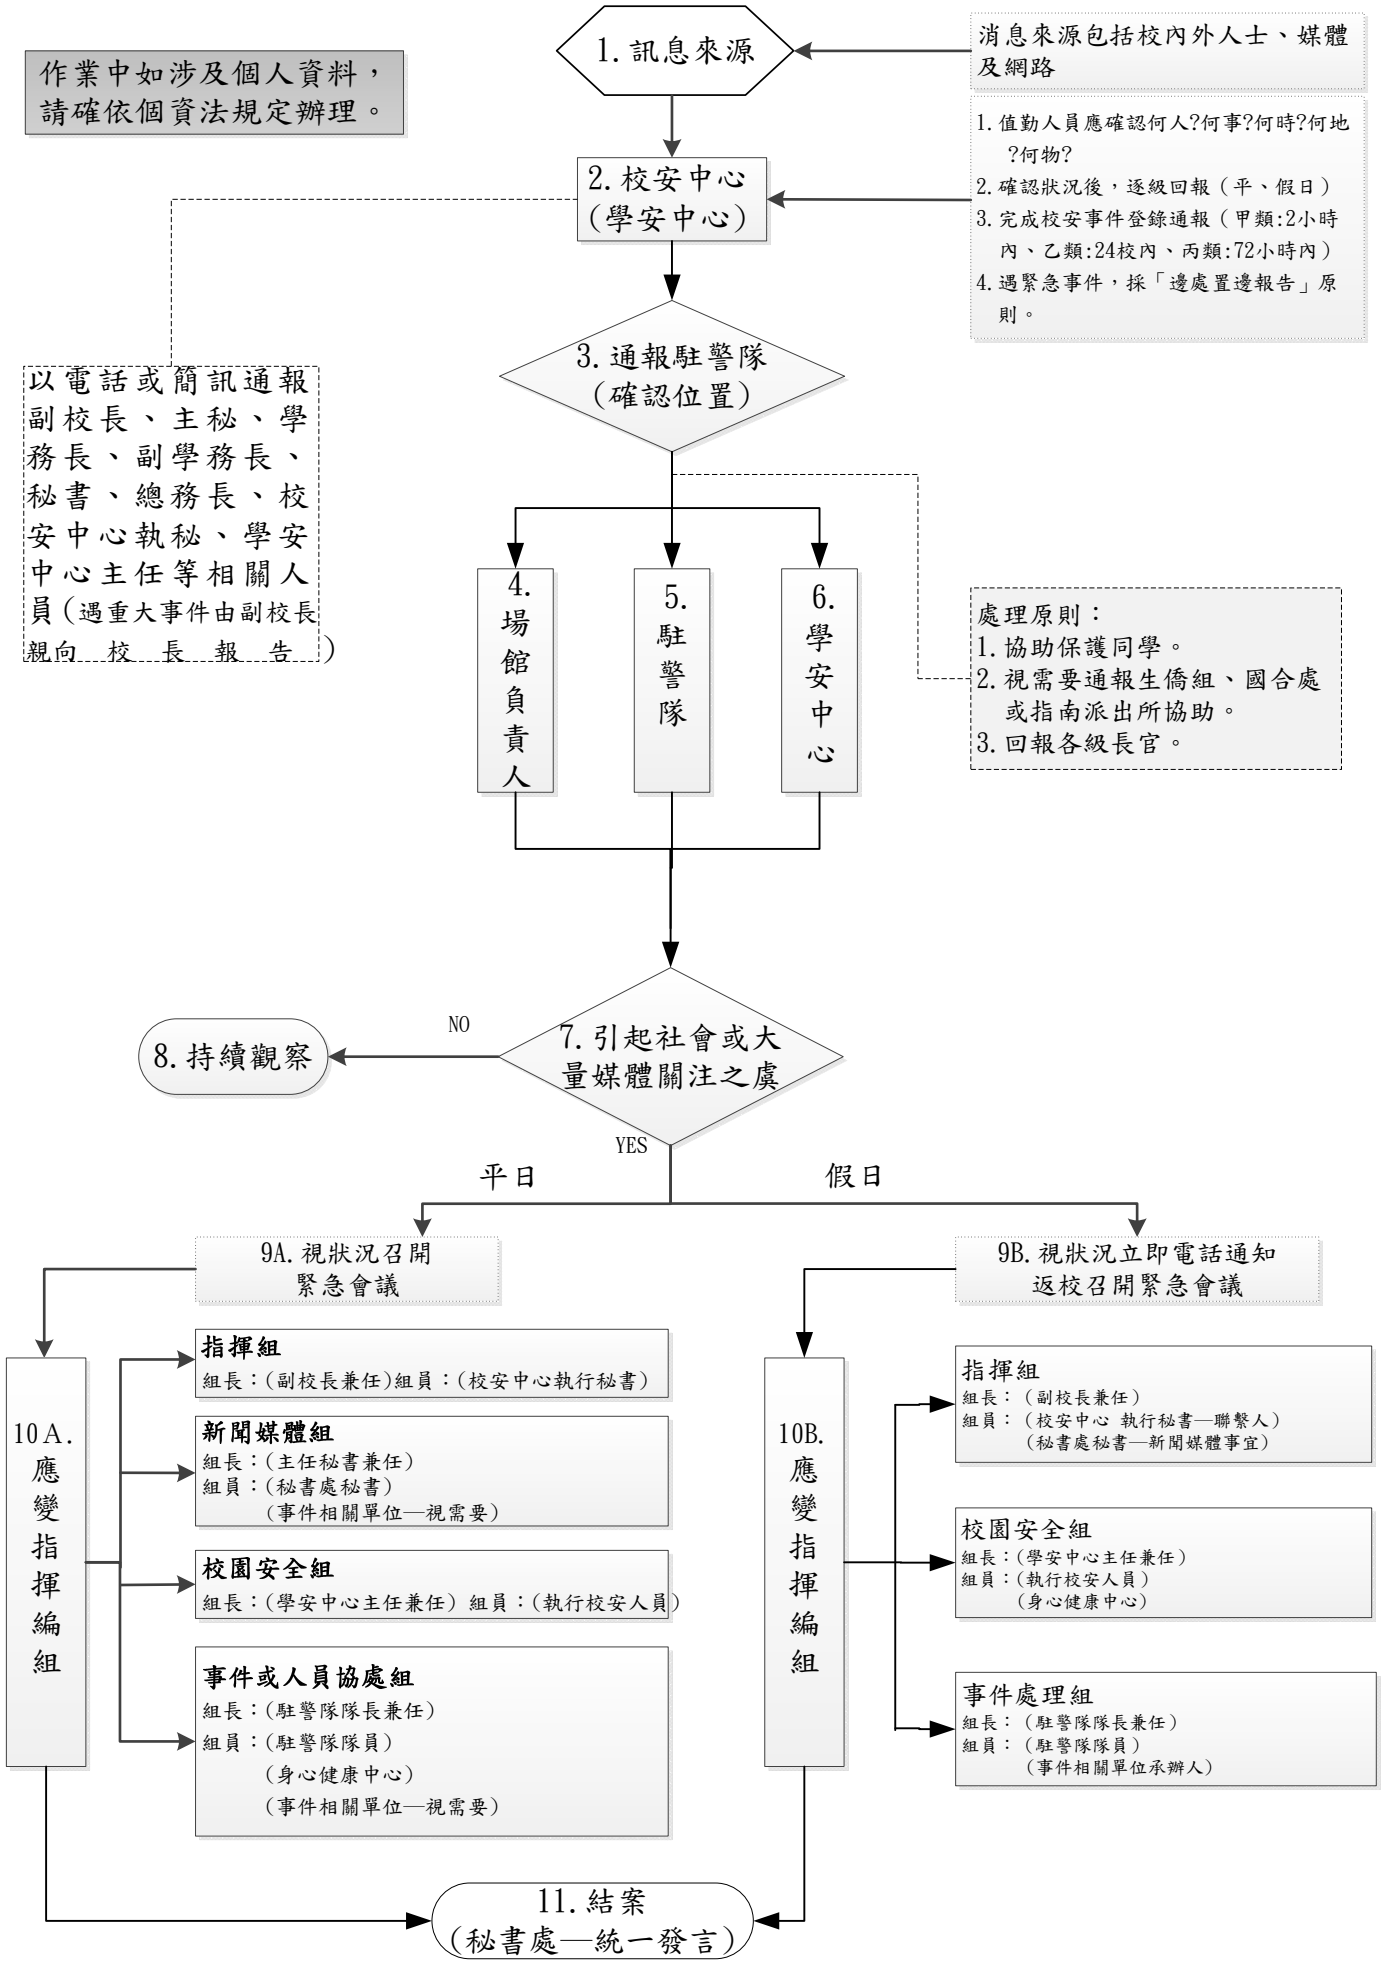 1.訊息來源
消息來源包括校內外人士、媒體
及網路
作業中如涉及個人資料，
請確依個資法規定辦理。
1.值勤人員應確認何人?何事?何時?何地
?何物?
2.確認狀況後，逐級回報（平、假日）
3.完成校安事件登錄通報（甲類:2小時
內、乙類:24校內、丙類:72小時內）
4.遇緊急事件，採「邊處置邊報告」原
則。
2.校安中心
(學安中心)
3.通報駐警隊
(確認位置)
以電話或簡訊通報
副校長、主秘、學
務長、副學務長、
秘書、總務長、校
安中心執秘、學安
中心主任等相關人
員(遇重大事件由副校長
親向 校 長 報 告 )
4.
場
館
負
責
人
5.
駐
警
隊
6.
學
安
中
心
處理原則：
1.協助保護同學。
2.視需要通報生僑組、國合處
或指南派出所協助。
3.回報各級長官。
7.引起社會或大
量媒體關注之虞
NO
8.持續觀察
YES
平日
假日
9A.視狀況召開
緊急會議
9B.視狀況立即電話通知
返校召開緊急會議
10A.
應
變
指
揮
編
組
指揮組
組長：(副校長兼任)組員：(校安中心執行秘書)
新聞媒體組
組長：(主任秘書兼任)
組員：(秘書處秘書)
(事件相關單位—視需要)
校園安全組
組長：(學安中心主任兼任) 組員：(執行校安人員)
事件或人員協處組
組長：(駐警隊隊長兼任)
組員：(駐警隊隊員)
(身心健康中心)
(事件相關單位—視需要)
10B.
應
變
指
揮
編
組
指揮組
組長：（副校長兼任）
組員：（校安中心 執行秘書—聯繫人）
(秘書處秘書—新聞媒體事宜)
校園安全組
組長：(學安中心主任兼任)
組員：(執行校安人員)
(身心健康中心)
事件處理組
組長：（駐警隊隊長兼任）
組員：（駐警隊隊員）
（事件相關單位承辦人）
11.結案
(秘書處—統一發言)